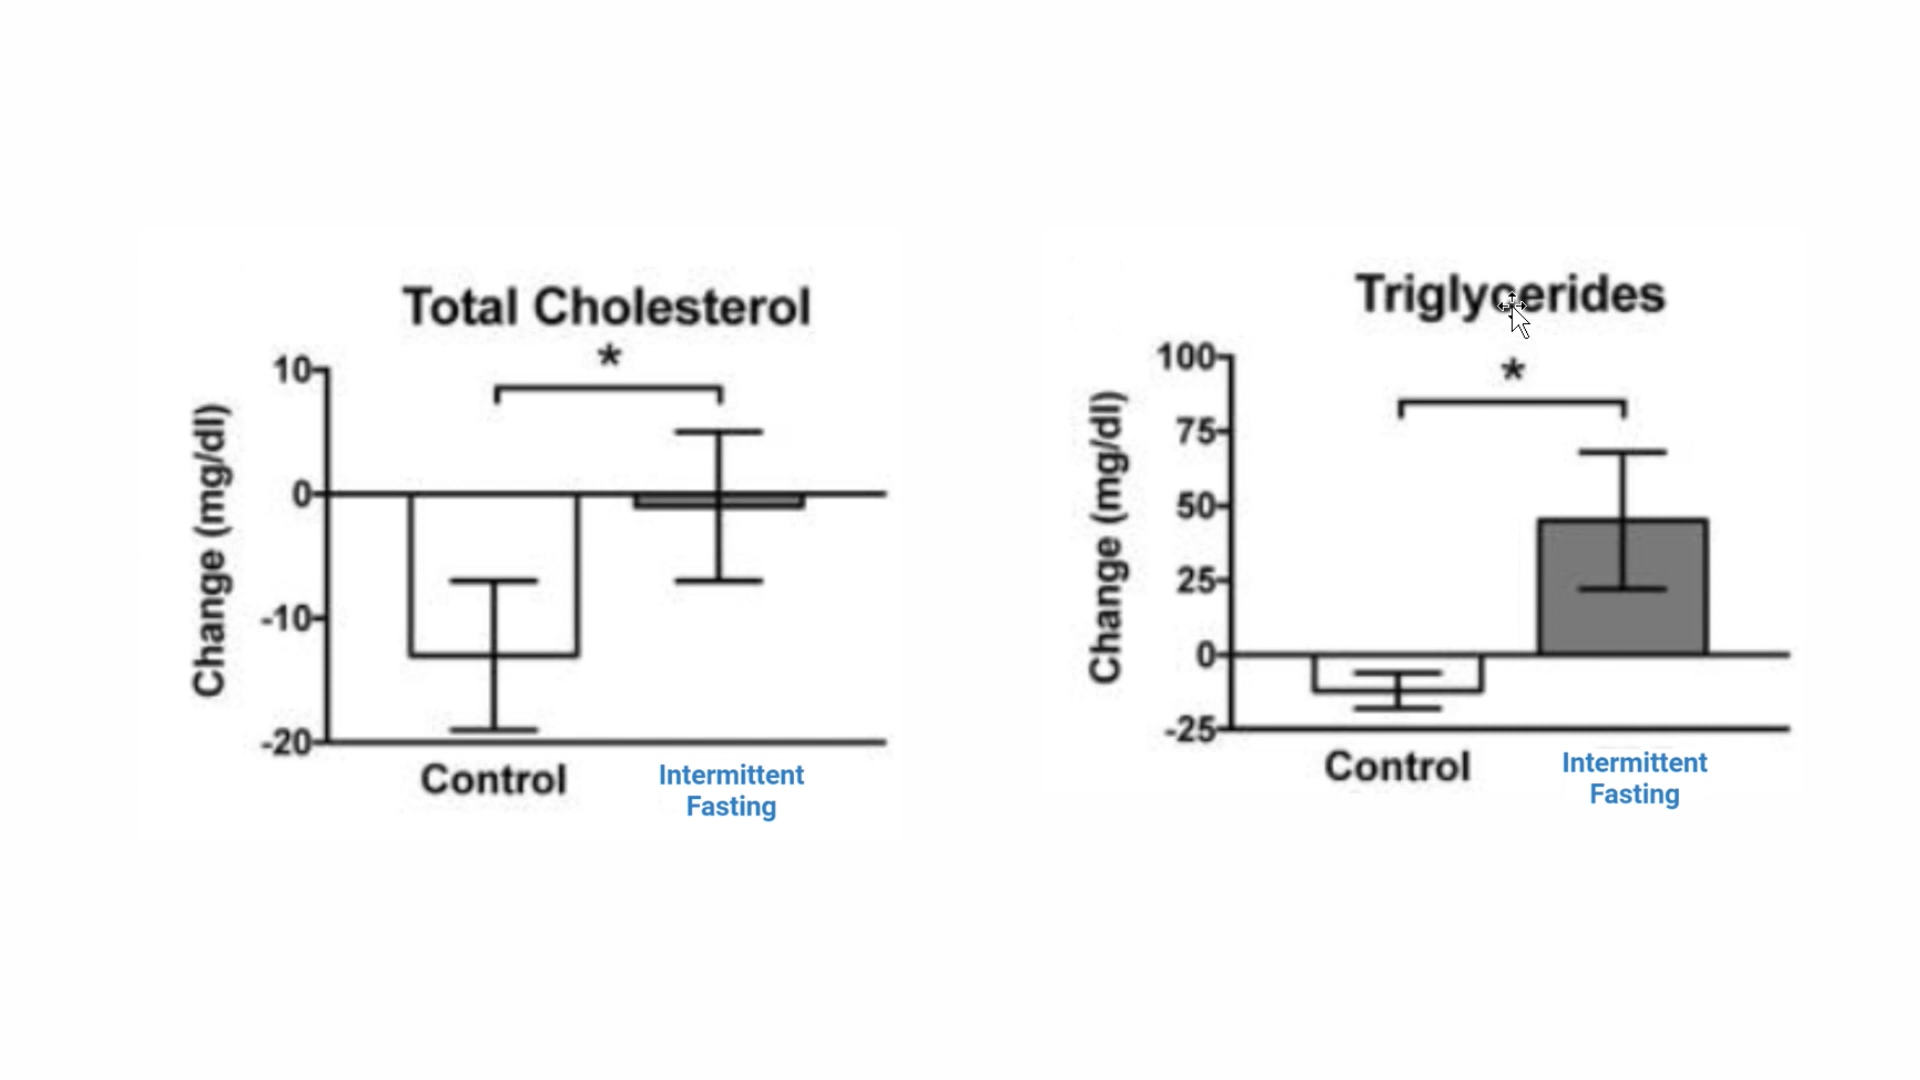 Total Cholesterol
*
10
0
-10
-20
Change (mg/dl)
Control
Intermittent
Fasting
Triglycerides
*
100
75
50
25
0
-25
Change (mg/dl)
Control
Intermittent
Fasting